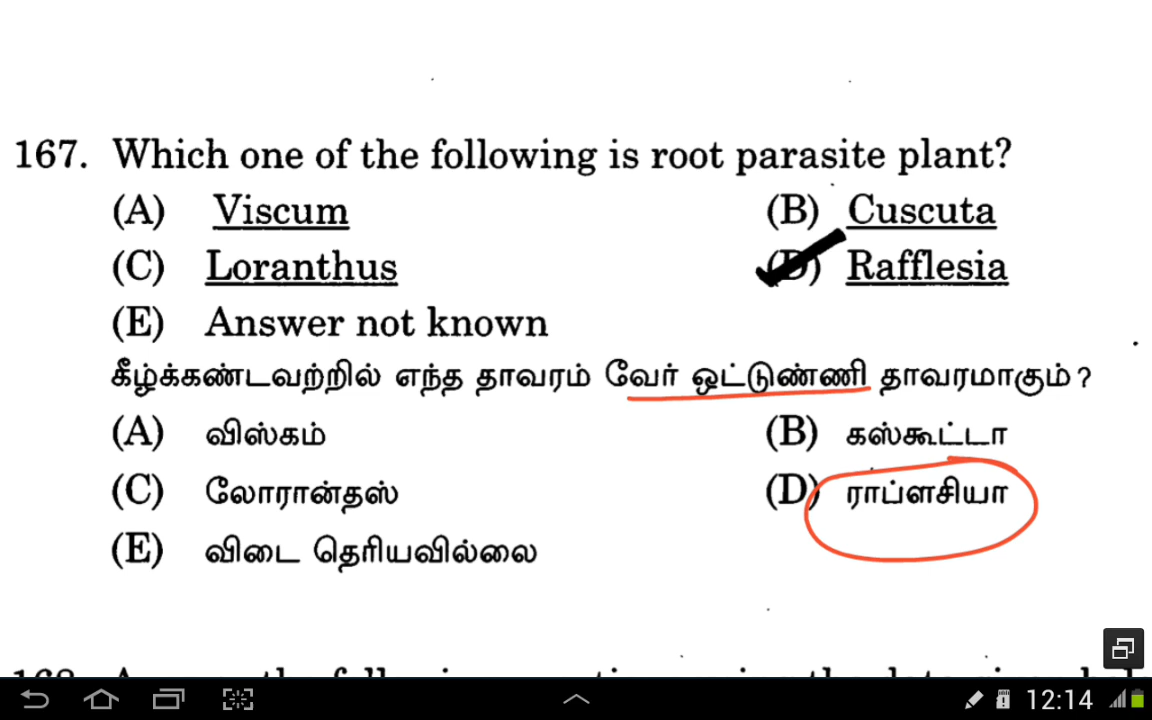 167. Which one of the following is root parasite plant?
(A) Viscum (B) Cuscuta
(C) Loranthus (D) Rafflesia
(E) Answer not known
கீழ்க்கண்டவற்றில் எந்த தாவரம் வேர் ஒட்டுண்ணி தாவரமாகும்?
(A) விஸ்கம் (B) கஸ்கூட்டா
(C) லோரான்தஸ் (D) ராப்ளசியா
(E) விடை தெரியவில்லை
12:14